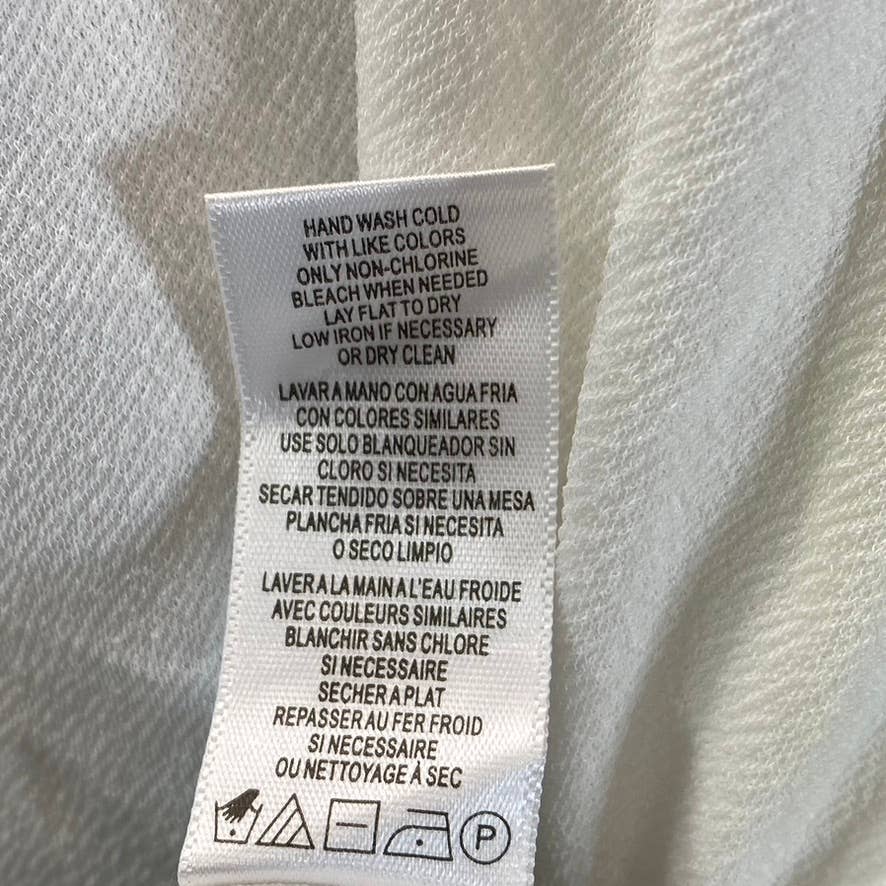 HAND WASH COLD
WITH LIKE COLORS
ONLY NON-CHLORINE
BLEACH WHEN NEEDED
LAY FLAT TO DRY
LOW IRON IF NECESSARY
OR DRY CLEAN
LAVAR A MANO CON AGUA FRIA
CON COLORES SIMILARES
USE SOLO BLANQUEADOR SIN
CLORO SI NECESITA
SECAR TENDIDO SOBRE UNA MESA
PLANCHA FRIA SI NECESITA
O SECO LIMPIO
LAVER A LA MAIN A L'EAU FROIDE
AVEC COULEURS SIMILAIRES
BLANCHIR SANS CHLORE
SI NECESSAIRE
SECHER A PLAT
REPASSER AU FER FROID
SI NECESSAIRE
OU NETTOYAGE À SEC
P